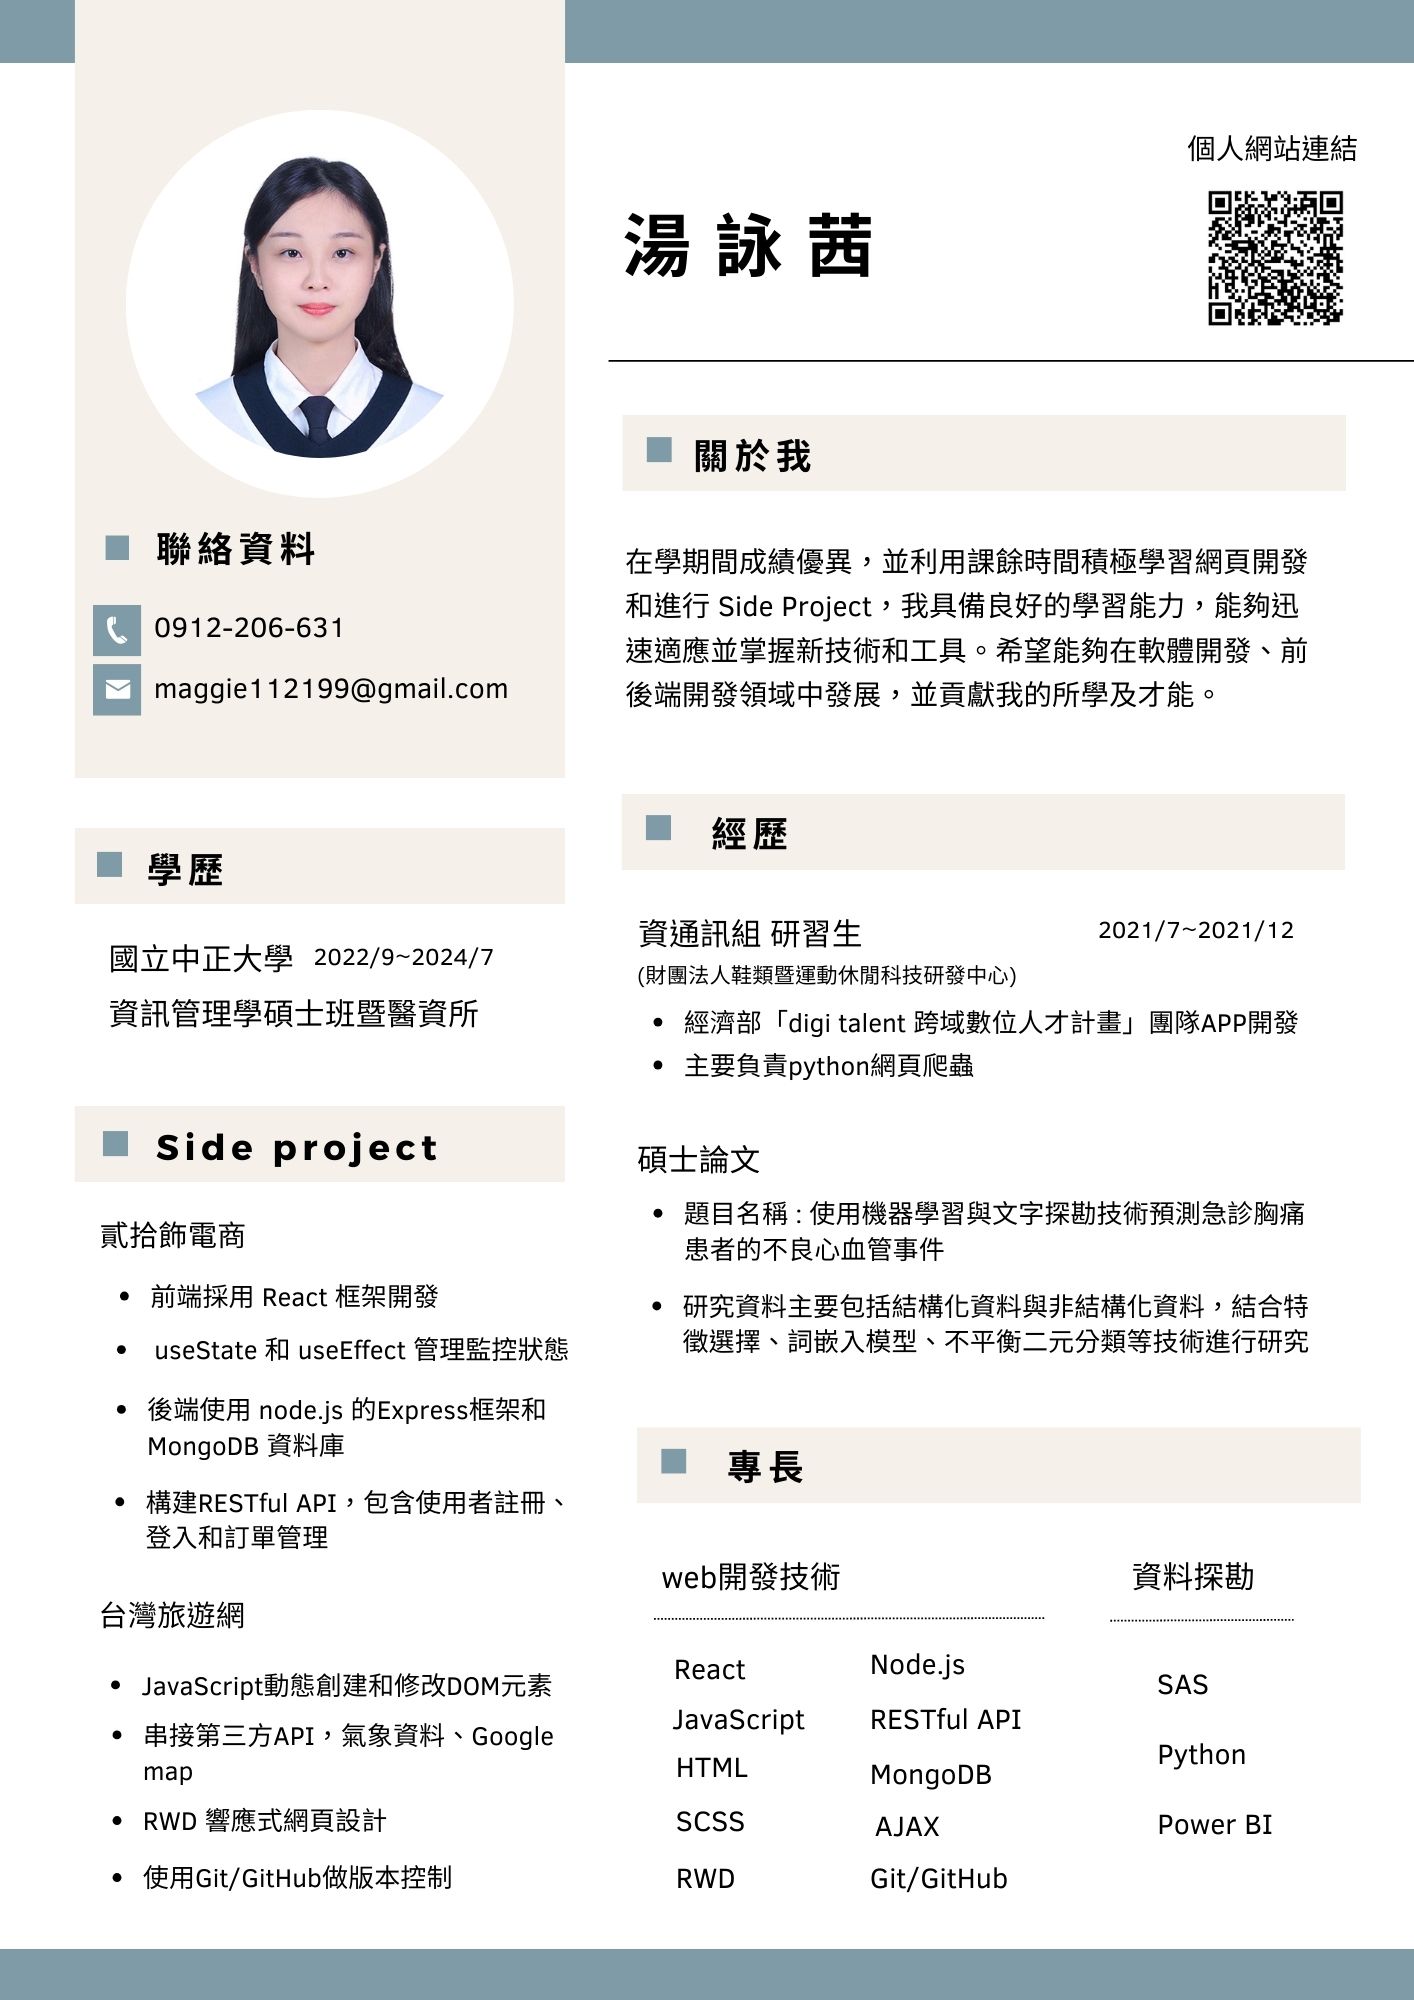 個人網站連結
湯詠茜
聯絡資料
0912-206-631
maggie112199@gmail.com
學歷
國立中正大學 2022/9~2024/7
資訊管理學碩士班暨醫資所
Side project
貳拾飾電商
• 前端採用 React 框架開發
• useState 和 useEffect 管理監控狀態
• 後端使用 node.js 的Express框架和
MongoDB 資料庫
• 構建RESTful API，包含使用者註冊、
登入和訂單管理
台灣旅遊網
• JavaScript動態創建和修改DOM元素
• 串接第三方API，氣象資料、Google
map
• RWD 響應式網頁設計
• 使用Git/GitHub做版本控制
關於我
在學期間成績優異，並利用課餘時間積極學習網頁開發
和進行 Side Project，我具備良好的學習能力，能夠迅
速適應並掌握新技術和工具。希望能夠在軟體開發、前
後端開發領域中發展，並貢獻我的所學及才能。
經歷
資通訊組 研習生 2021/7~2021/12
(財團法人鞋類暨運動休閒科技研發中心)
• 經濟部「digi talent 跨域數位人才計畫」團隊APP開發
• 主要負責python網頁爬蟲
碩士論文
• 題目名稱 : 使用機器學習與文字探勘技術預測急診胸痛
患者的不良心血管事件
• 研究資料主要包括結構化資料與非結構化資料，結合特
徵選擇、詞嵌入模型、不平衡二元分類等技術進行研究
專長
web開發技術
React
JavaScript
HTML
SCSS
RWD
Node.js
RESTful API
MongoDB
AJAX
Git/GitHub
資料探勘
SAS
Python
Power BI